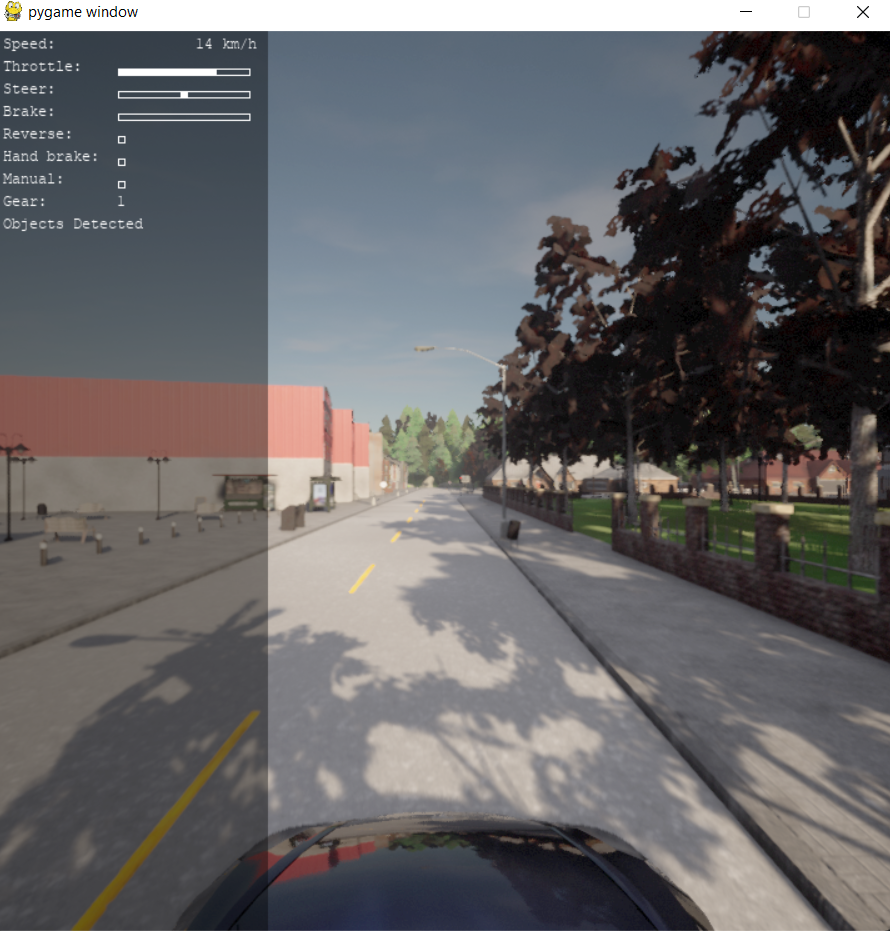 pygame window
Speed: 14 km/h
Throttle:
Steer:
Brake:
Reverse:
Hand brake:
Manual:
Gear: 1
Objects Detected